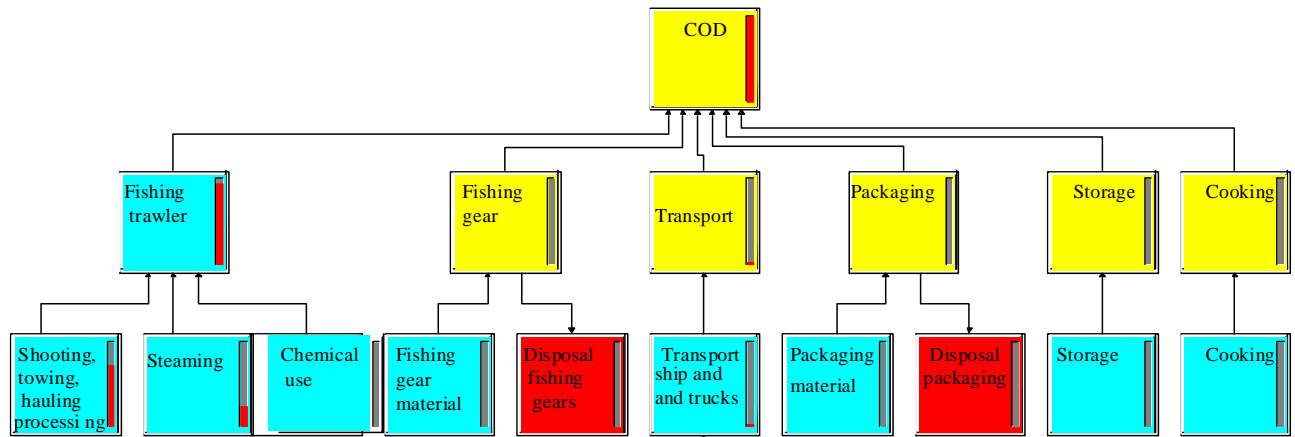 COD
Fishing
trawler
Fishing
gear
Transport
Packaging
Storage
Cooking
Shooting,
towing,
hauling
processi ng
Steaming
Chemical
use
Fishing
gear
material
Disposal
fishing
gears
Transport
ship and
and trucks
Packaging
material
Disposal
packaging
Storage
Cooking